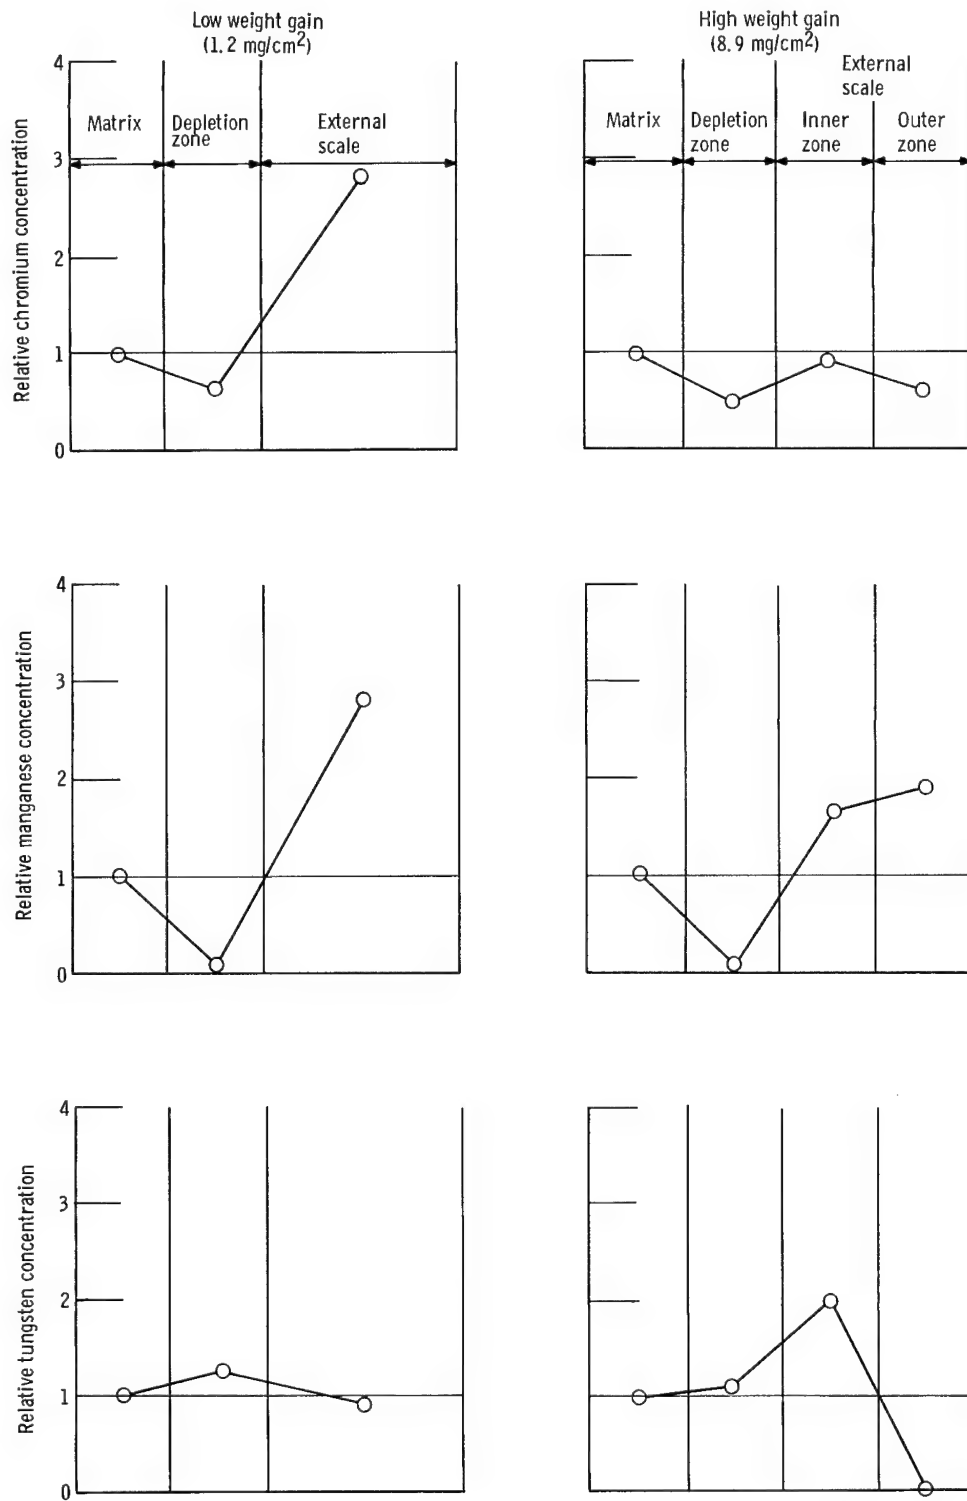 Low weight gain
(1.2 mg/cm2)
High weight gain
(8.9 mg/cm2)
External
scale
Relative chromium concentration
4
3
2
1
0
Matrix
Depletion
zone
External
scale
Matrix
Depletion
zone
Inner
zone
Outer
zone
Relative manganese concentration
4
3
2
1
0
Relative tungsten concentration
4
3
2
1
0